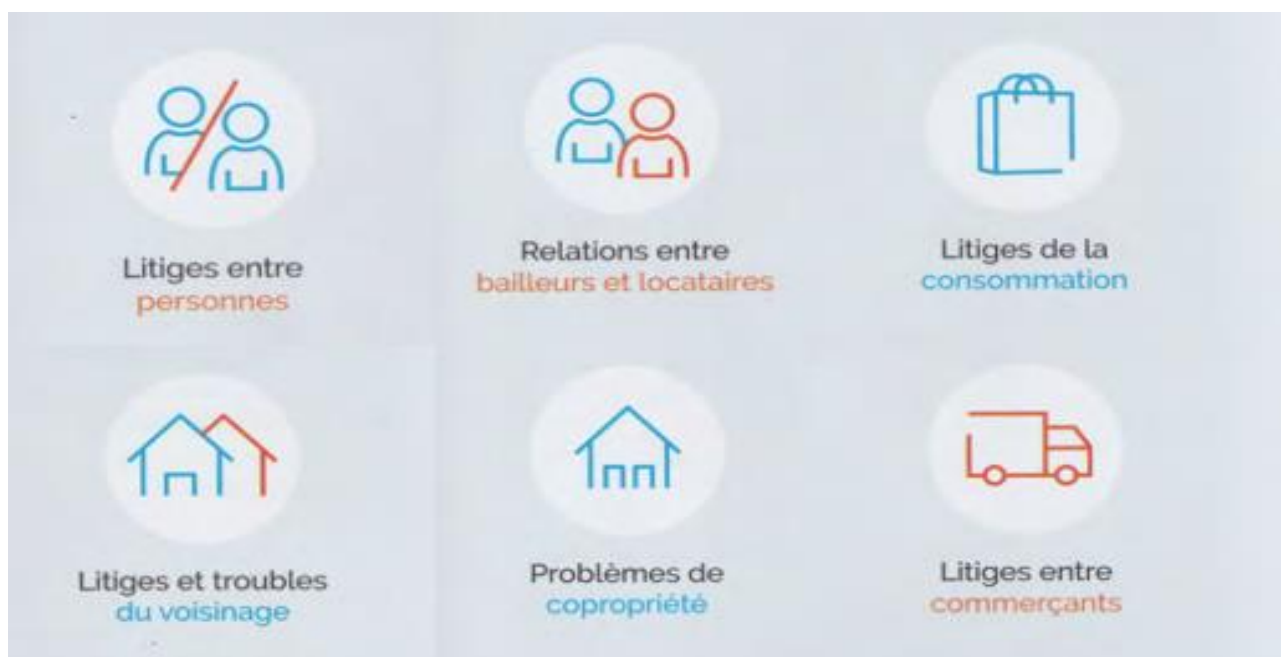 Litiges entre
personnes
Relations entre
bailleurs et locataires
Litiges de la
consommation
Litiges et troubles
du voisinage
Problèmes de
copropriété
Litiges entre
commerçants